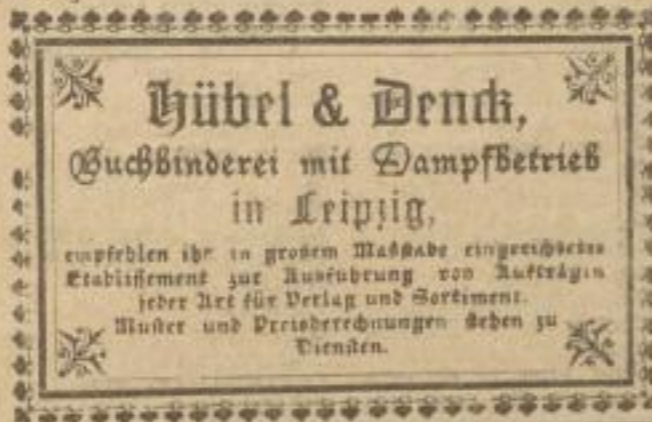 Hübel & Denck,
Buchbinderei mit Dampfbetrieb
in Leipzig,
empfehlen ihr in großem Maßstabe eingerichtetes
Etablissement zur Ausführung von Aufträgen
jeder Art für Verlag und Sortiment.
Muster und Preisberechnungen stehen zu
Diensten.